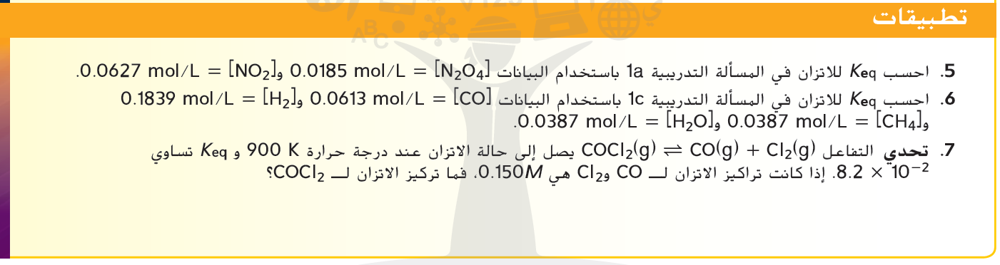 تطبيقات
5. احسب Keq للاتزان في المسألة التدريبية 1a باستخدام البيانات [N₂O₄] = 0.0185 mol/L و[NO₂] = 0.0627 mol/L.
6. احسب Keq للاتزان في المسألة التدريبية 1c باستخدام البيانات [CO] = 0.0613 mol/L و[H₂] = 0.1839 mol/L
و[CH₄] = 0.0387 mol/L و[H₂O] = 0.0387 mol/L.
7. تحدي التفاعل COCl₂(g) ⇌ CO(g) + Cl₂(g) يصل إلى حالة الاتزان عند درجة حرارة 900 K و Keq تساوي
8.2 × 10⁻². إذا كانت تراكيز الاتزان لـ CO وCl₂ هي 0.150M، فما تركيز الاتزان لـ COCl₂؟